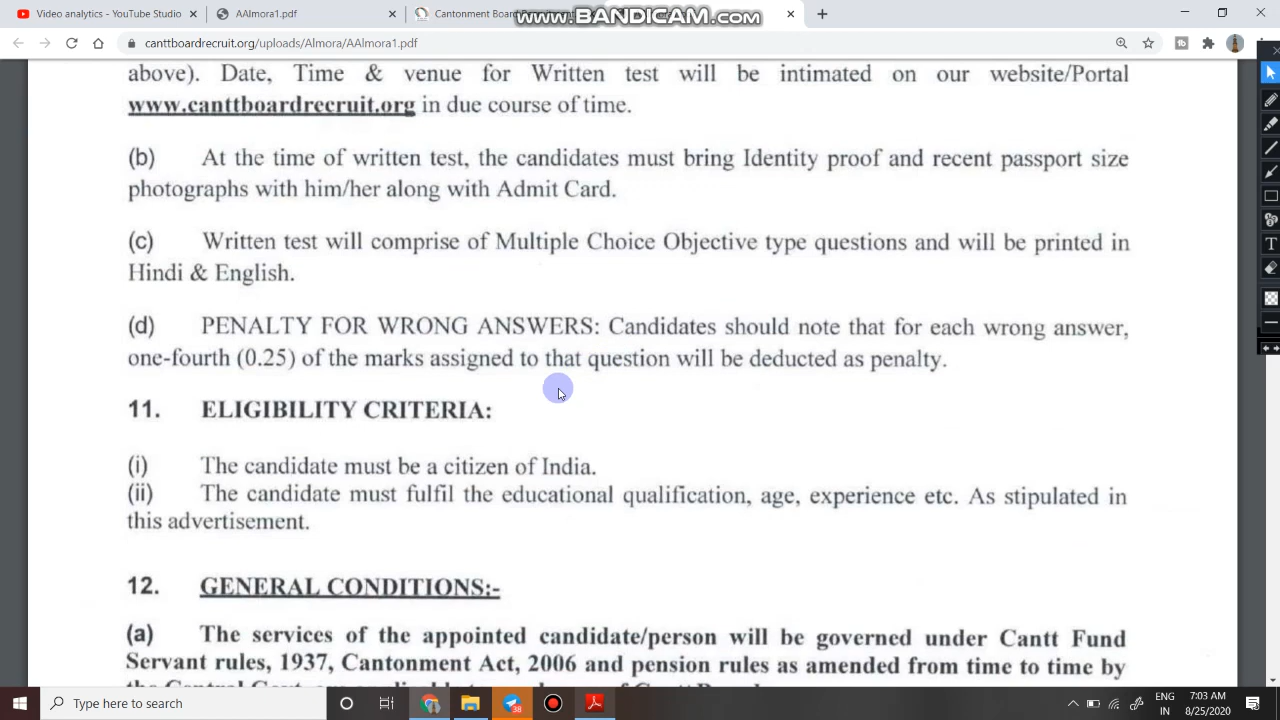 Video analytics - YouTube Studio
AAlmora1.pdf
Cantonment Board
www.BANDICAM.com
canttboardrecruit.org/uploads/Almora/AAlmora1.pdf
above). Date, Time & venue for Written test will be intimated on our website/Portal
www.canttboardrecruit.org in due course of time.
(b) At the time of written test, the candidates must bring Identity proof and recent passport size
photographs with him/her along with Admit Card.
(c) Written test will comprise of Multiple Choice Objective type questions and will be printed in
Hindi & English.
(d) PENALTY FOR WRONG ANSWERS: Candidates should note that for each wrong answer,
one-fourth (0.25) of the marks assigned to that question will be deducted as penalty.
11. ELIGIBILITY CRITERIA:
(i) The candidate must be a citizen of India.
(ii) The candidate must fulfil the educational qualification, age, experience etc. As stipulated in
this advertisement.
12. GENERAL CONDITIONS:-
(a) The services of the appointed candidate/person will be governed under Cantt Fund
Servant rules, 1937, Cantonment Act, 2006 and pension rules as amended from time to time by
Type here to search
38
ENG
IN
7:03 AM
8/25/2020